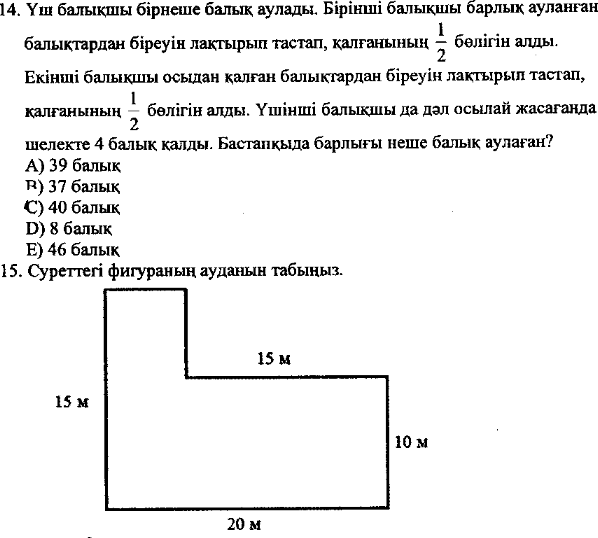 14. Үш балықшы бірнеше балық аулады. Бірінші балықшы барлық ауланған
балықтардан біреуін лақтырып тастап, қалғанының 1/2 бөлігін алды.
Екінші балықшы осыдан қалған балықтардан біреуін лақтырып тастап,
қалғанының 1/2 бөлігін алды. Үшінші балықшы да дәл осылай жасағанда
шелекте 4 балық қалды. Бастапқыда барлығы неше балық аулаған?
A) 39 балық
B) 37 балық
C) 40 балық
D) 8 балық
E) 46 балық
15. Суреттегі фигураның ауданын табыңыз.
15 м
15 м
10 м
20 м